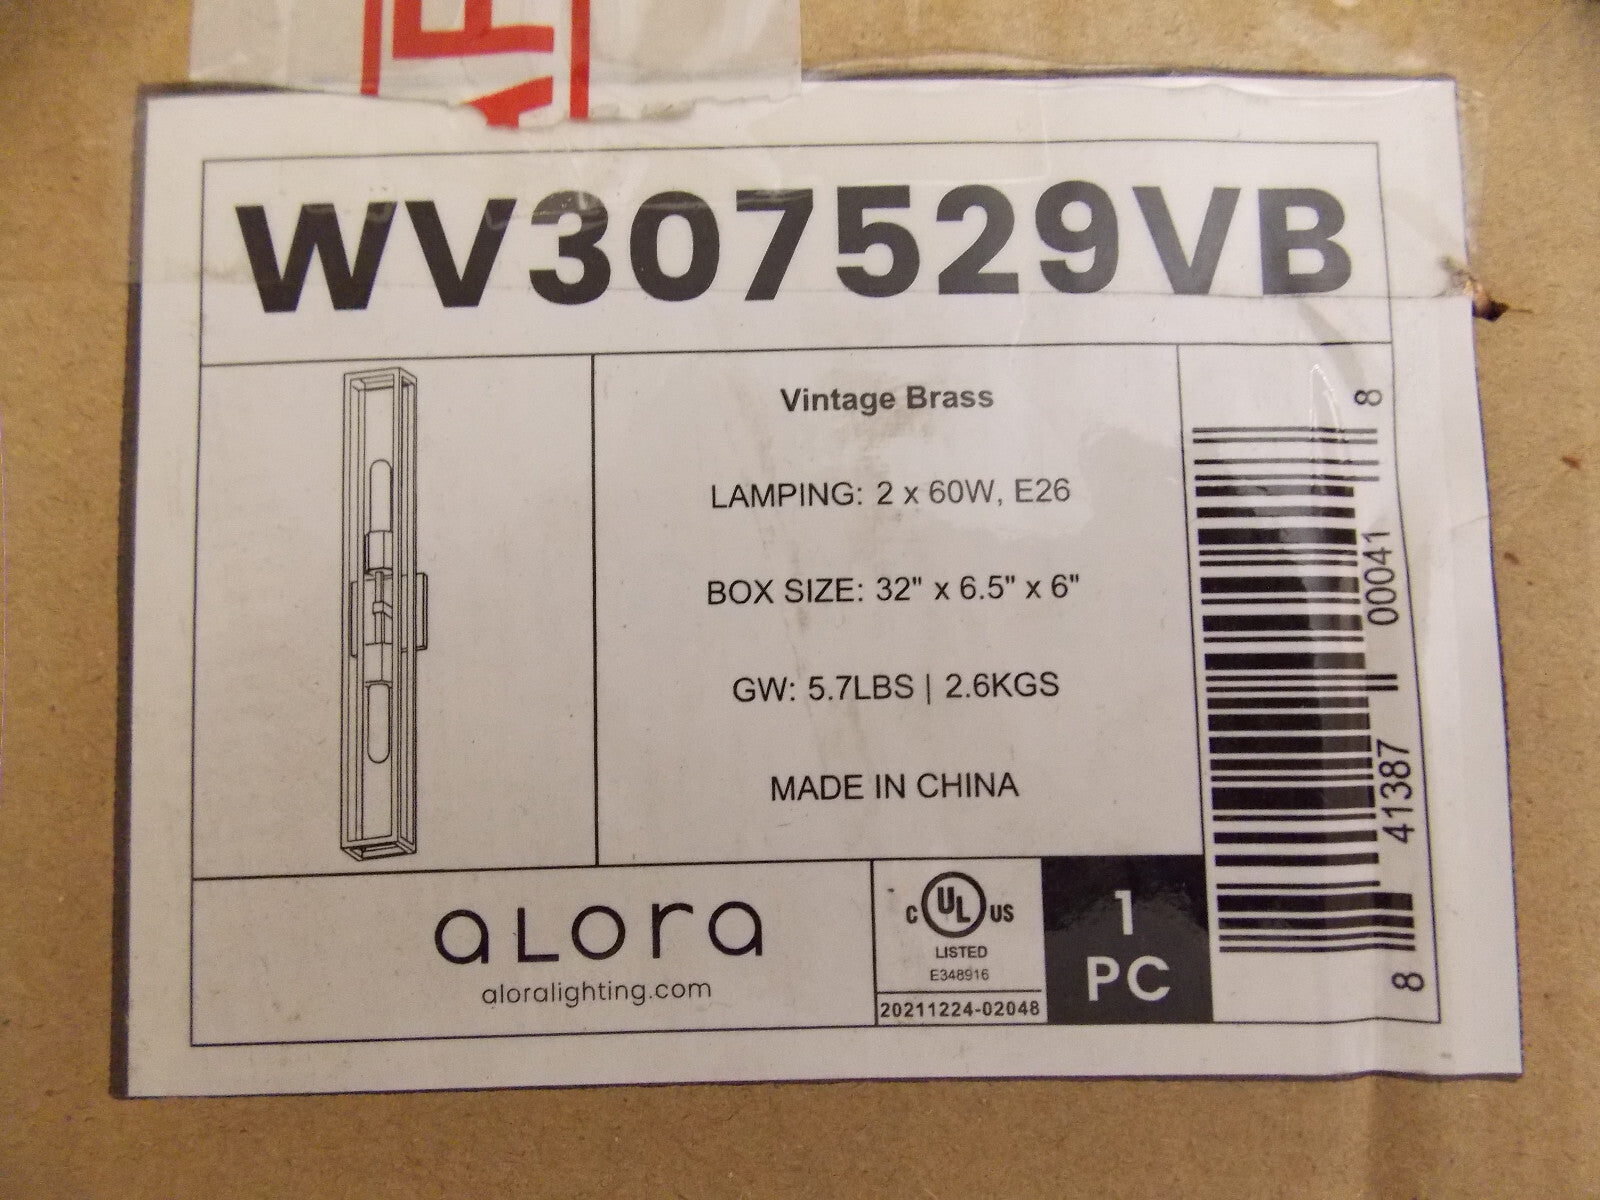 WV307529VB
Vintage Brass
LAMPING: 2 x 60W, E26
BOX SIZE: 32" x 6.5" x 6"
GW: 5.7LBS | 2.6KGS
MADE IN CHINA
8 41387 00041 8
aLora
aloralighting.com
C UL US
LISTED
E348916
20211224-02048
1
PC